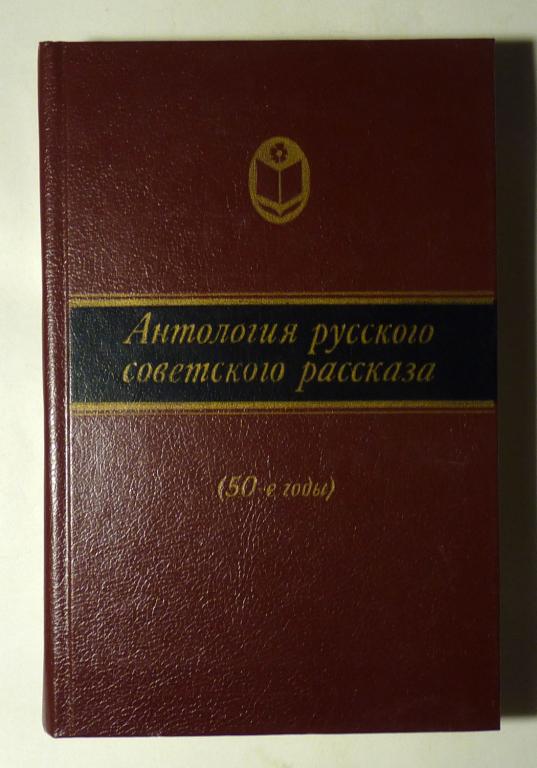 Антология русского
советского рассказа
(50-е годы)